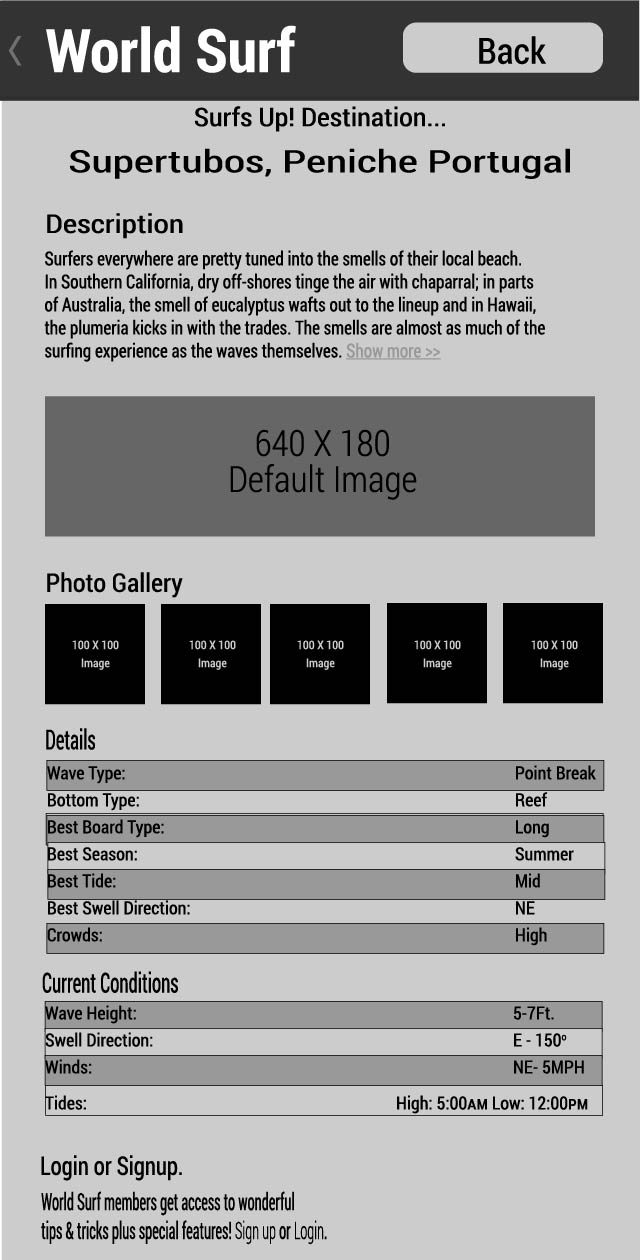 World Surf
Back
Surfs Up! Destination...
Supertubos, Peniche Portugal
Description
Surfers everywhere are pretty tuned into the smells of their local beach.
In Southern California, dry off-shores tinge the air with chaparral; in parts
of Australia, the smell of eucalyptus wafts out to the lineup and in Hawaii,
the plumeria kicks in with the trades. The smells are almost as much of the
surfing experience as the waves themselves. Show more >>
640 X 180
Default Image
Photo Gallery
100 X 100
Image
100 X 100
Image
100 X 100
Image
100 X 100
Image
100 X 100
Image
Details
Wave Type: Point Break
Bottom Type: Reef
Best Board Type: Long
Best Season: Summer
Best Tide: Mid
Best Swell Direction: NE
Crowds: High
Current Conditions
Wave Height: 5-7Ft.
Swell Direction: E - 150º
Winds: NE- 5MPH
Tides: High: 5:00AM Low: 12:00PM
Login or Signup.
World Surf members get access to wonderful
tips & tricks plus special features! Sign up or Login.